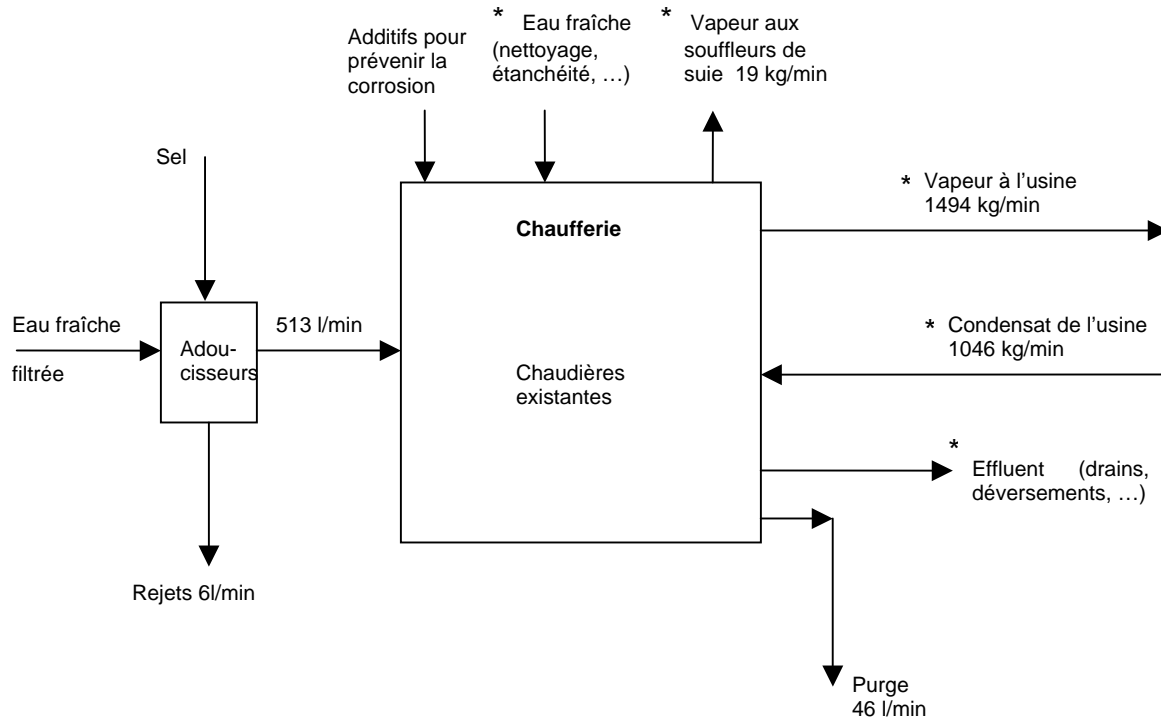 Additifs pour
prévenir la
corrosion
* Eau fraîche
(nettoyage,
étanchéité, …)
* Vapeur aux
souffleurs de
suie 19 kg/min
Sel
* Vapeur à l’usine
1494 kg/min
Chaufferie
Eau fraîche
filtrée
Adou-
cisseurs
513 l/min
* Condensat de l’usine
1046 kg/min
Chaudières
existantes
*
Effluent (drains,
déversements, …)
Rejets 6l/min
Purge
46 l/min